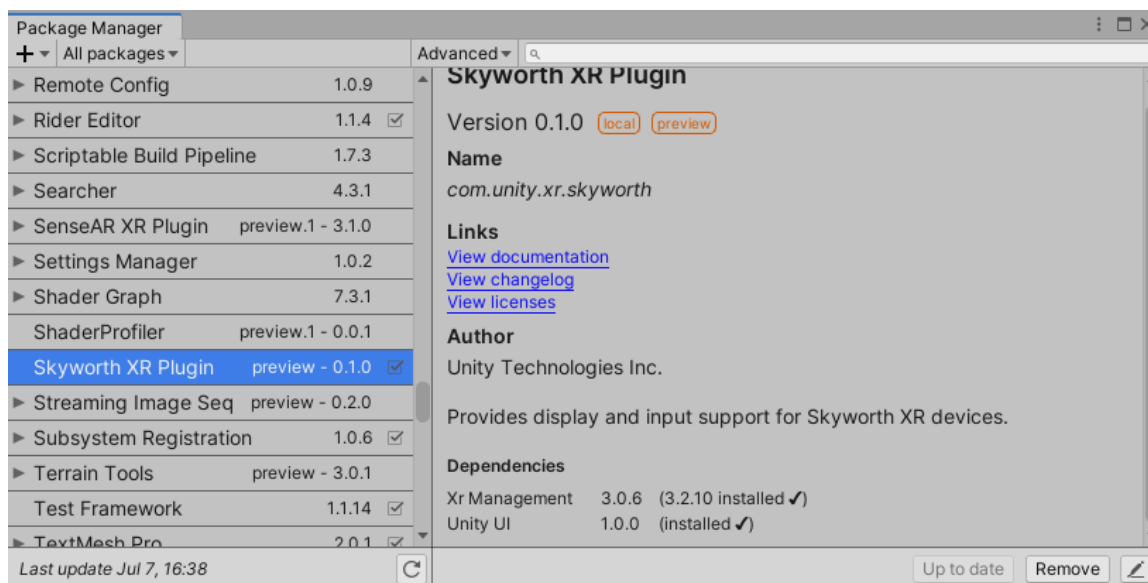 Package Manager
All packages
Advanced
Remote Config 1.0.9
Rider Editor 1.1.4
Scriptable Build Pipeline 1.7.3
Searcher 4.3.1
SenseAR XR Plugin preview.1 - 3.1.0
Settings Manager 1.0.2
Shader Graph 7.3.1
ShaderProfiler preview.1 - 0.0.1
Skyworth XR Plugin preview - 0.1.0
Streaming Image Seq preview - 0.2.0
Subsystem Registration 1.0.6
Terrain Tools preview - 3.0.1
Test Framework 1.1.14
TextMesh Pro 2.0.1
Last update Jul 7, 16:38
Skyworth XR Plugin
Version 0.1.0 local preview
Name
com.unity.xr.skyworth
Links
View documentation
View changelog
View licenses
Author
Unity Technologies Inc.
Provides display and input support for Skyworth XR devices.
Dependencies
Xr Management 3.0.6 (3.2.10 installed ✓)
Unity UI 1.0.0 (installed ✓)
Up to date
Remove